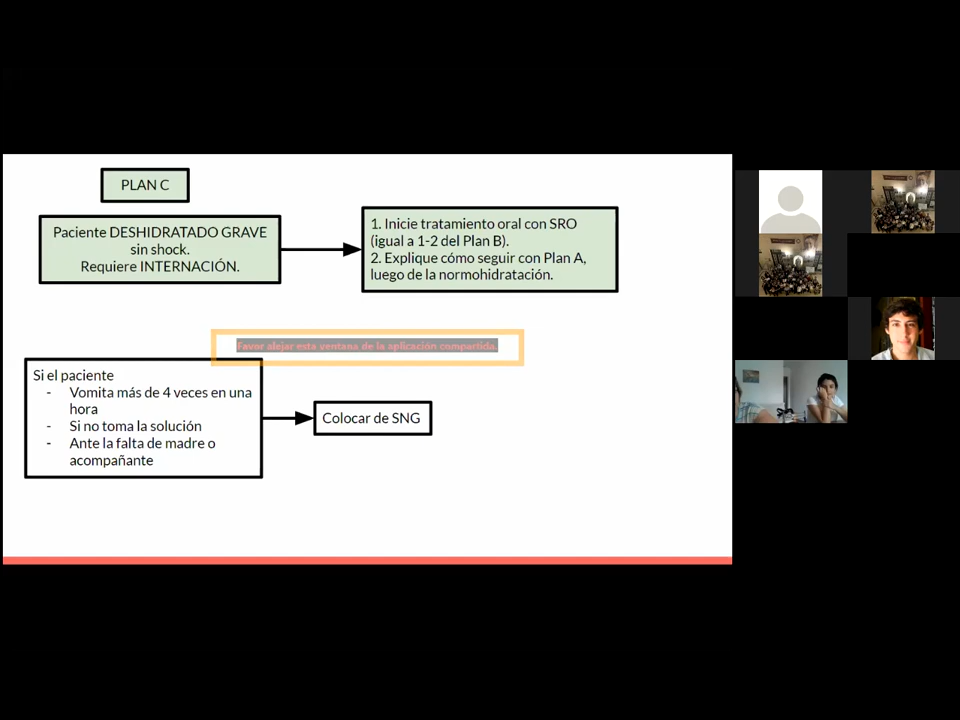 PLAN C
Paciente DESHIDRATADO GRAVE
sin shock.
Requiere INTERNACIÓN.
1. Inicie tratamiento oral con SRO
(igual a 1-2 del Plan B).
2. Explique cómo seguir con Plan A,
luego de la normohidratación.
Favor alejar esta ventana de la aplicación compartida.
Si el paciente
- Vomita más de 4 veces en una
hora
- Si no toma la solución
- Ante la falta de madre o
acompañante
Colocar de SNG